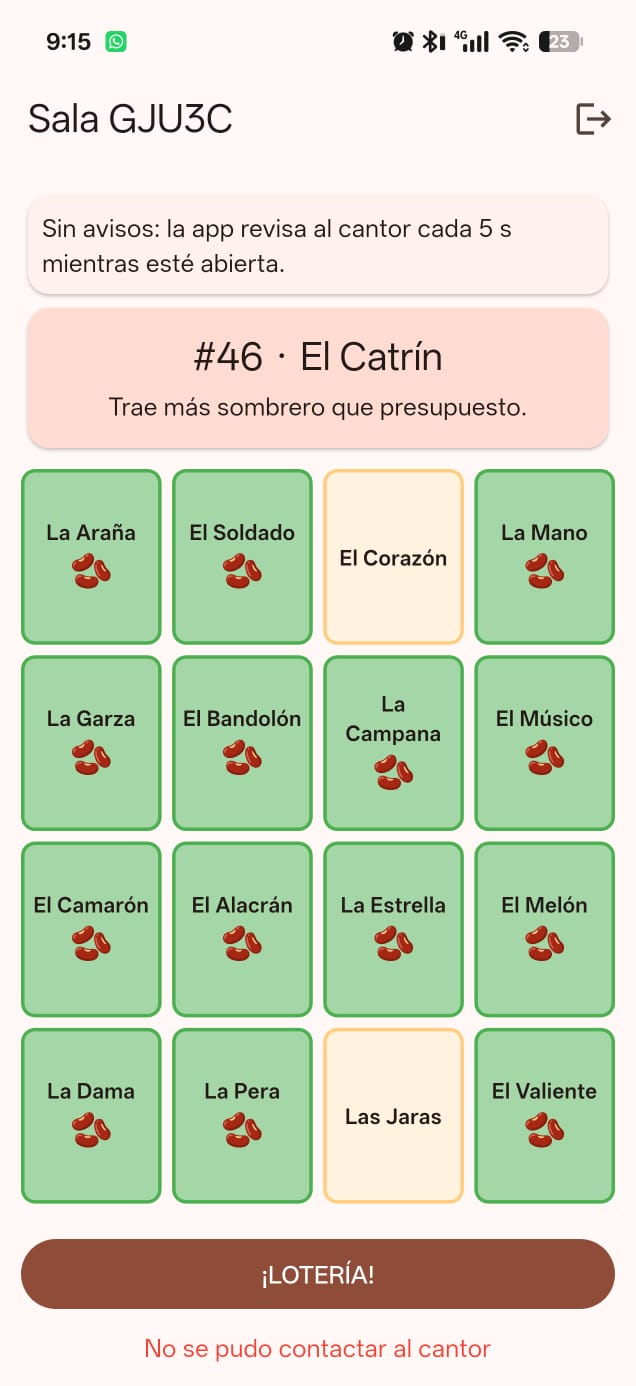 9:15
4G
23
Sala GJU3C
Sin avisos: la app revisa al cantor cada 5 s
mientras esté abierta.
#46 · El Catrín
Trae más sombrero que presupuesto.
La Araña
El Soldado
El Corazón
La Mano
La Garza
El Bandolón
La
Campana
El Músico
El Camarón
El Alacrán
La Estrella
El Melón
La Dama
La Pera
Las Jaras
El Valiente
¡LOTERÍA!
No se pudo contactar al cantor